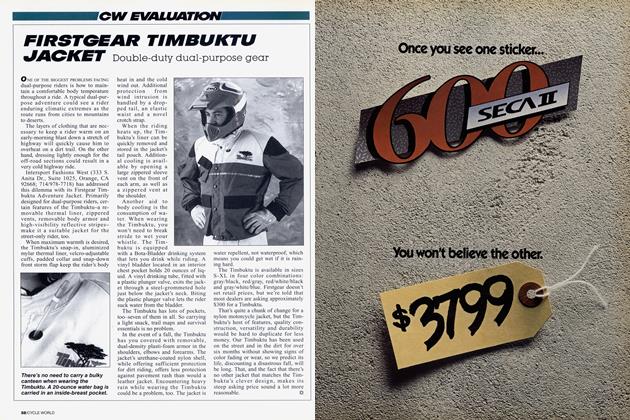 CW EVALUATION
FIRSTGEAR TIMBUKTU
JACKET Double-duty dual-purpose gear
ONE OF THE BIGGEST PROBLEMS FACING
dual-purpose riders is how to main-
tain a comfortable body temperature
throughout a ride. A typical dual-pur-
pose adventure could see a rider
enduring climatic extremes as the
route runs from cities to mountains
to deserts.
The layers of clothing that are nec-
essary to keep a rider warm on an
early-morning blast down a stretch of
highway will quickly cause him to
overheat on a dirt trail. On the other
hand, dressing lightly enough for the
off-road sections could result in a
very cold highway ride.
Intersport Fashions West (333 S.
Anita Dr., Suite 1025, Orange, CA
92668; 714/978-7718) has addressed
this dilemma with its Firstgear Tim-
buktu Adventure Jacket. Primarily
designed for dual-purpose riders, cer-
tain features of the Timbuktu–a re-
movable thermal liner, zippered
vents, removable body armor and
high-visibility reflective stripes–
make it a suitable jacket for the
street-only rider, too.
When maximum warmth is desired,
the Timbuktu's snap-in, aluminized
nylar thermal liner, velcro-adjustable
cuffs, padded collar and snap-down
front storm flap keep the rider's body
There's no need to carry a bulky
canteen when wearing the
Timbuktu. A 20-ounce water bag is
carried in an inside-breast pocket.
heat in and the cold
wind out. Additional
protection from
wind intrusion is
handled by a drop-
ped tail, an elastic
waist and a novel
crotch strap.
When the riding
heats up, the Tim-
buktu's liner can be
quickly removed and
stored in the jacket's
tail pouch. Addition-
al cooling is avail-
able by opening a
large zippered sleeve
vent on the front of
each arm, as well as
a zippered vent at
the shoulder.
Another aid to
body cooling is the
consumption of wa-
ter. When wearing
the Timbuktu, you
won't need to break
stride to wet your
whistle. The Tim-
buktu is equipped
with a Bota-Bladder drinking system
that lets you drink while riding. A
vinyl bladder located in an interior
chest pocket holds 20 ounces of liq-
uid. A vinyl drinking tube, fitted with
a plastic plunger valve, exits the jack-
et through a steel-grommeted hole
just below the jacket's neck. Biting
the plastic plunger valve lets the rider
suck water from the bladder.
The Timbuktu has lots of pockets,
too–seven of them in all. So carrying
a light snack, trail maps and survival
essentials is no problem.
In the event of a fall, the Timbuktu
has you covered with removable,
dual-density plasti-foam armor in the
shoulders, elbows and forearms. The
jacket's urethane-coated nylon shell,
while offering sufficient protection
for dirt riding, offers less protection
against pavement rash than would a
leather jacket. Encountering heavy
rain while wearing the Timbuktu
could be a problem, too. The jacket is
water repellent, not waterproof, which
means you could get wet if it is rain-
ing hard.
The Timbuktu is available in sizes
S-XL in four color combinations:
gray/black, red/gray, red/white/black
and gray/white/blue. Firstgear doesn't
set retail prices, but we're told that
most dealers are asking approximately
$300 for a Timbuktu.
That's quite a chunk of change for a
nylon motorcycle jacket, but the Tim-
buktu's host of features, quality con-
struction, versatility and durability
would be hard to duplicate for less
money. Our Timbuktu has been used
on the street and in the dirt for over
six months without showing signs of
color fading or wear, so we predict its
life, discounting a disastrous fall, will
be long. That, and the fact that there's
no other jacket that matches the Tim-
buktu's clever design, makes its
steep asking price sound a lot more
reasonable.
58/CYCLE WORLD
Once you see one sticker...
600
SECA II
You won't believe the other.
$3799